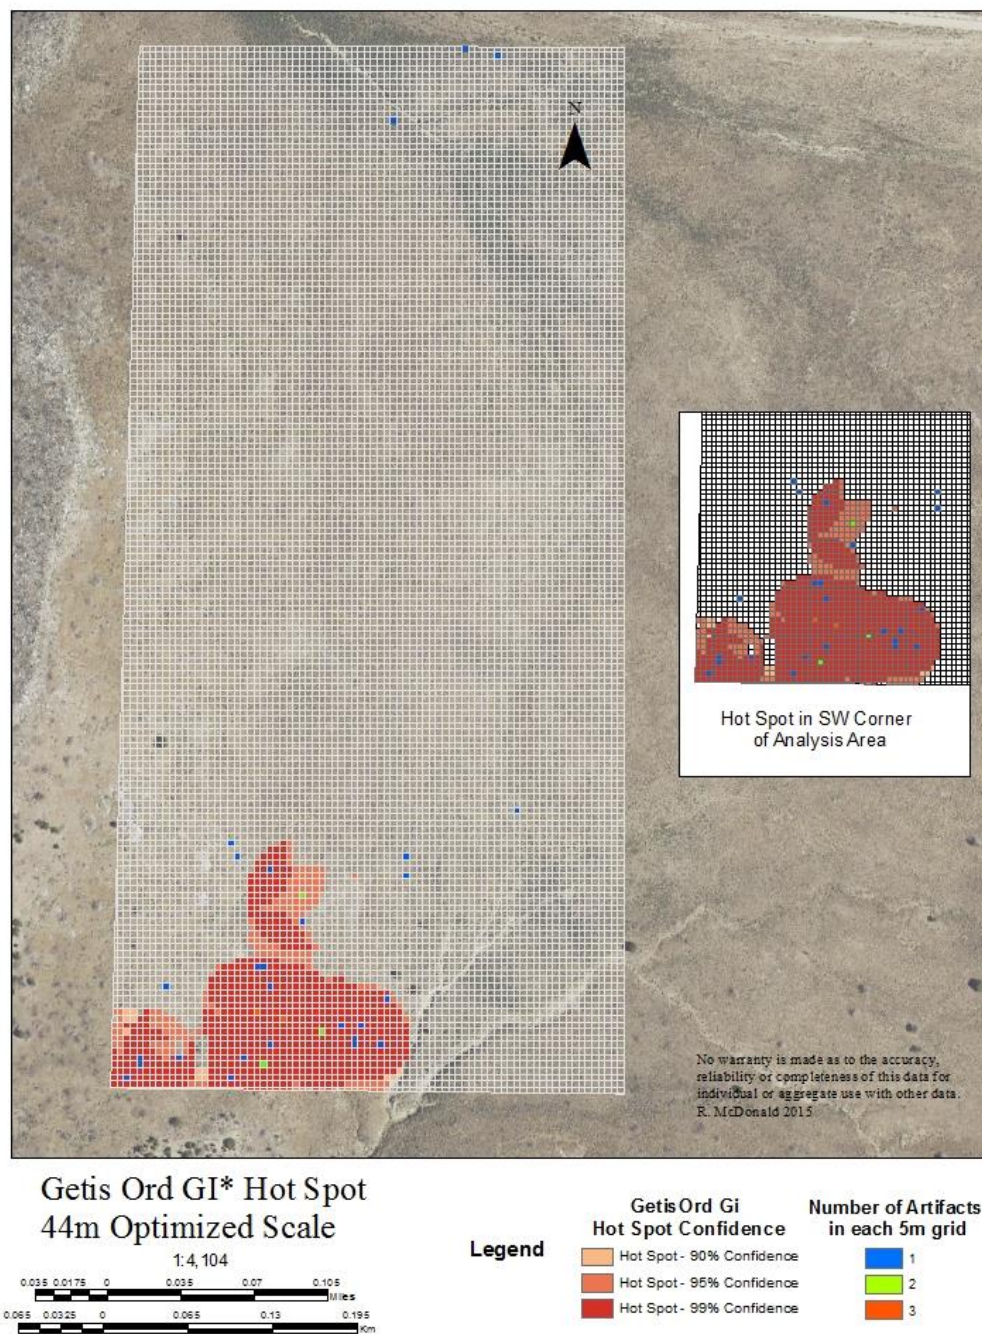 N
Hot Spot in SW Corner
of Analysis Area
No warranty is made as to the accuracy,
reliability or completeness of this data for
individual or aggregate use with other data.
R. McDonald 2015
Getis Ord GI* Hot Spot
44m Optimized Scale
1:4,104
0.035 0.0175 0 0.035 0.07 0.105
Miles
0.065 0.0325 0 0.065 0.13 0.195
Km
Legend
Getis Ord Gi
Hot Spot Confidence
Hot Spot - 90% Confidence
Hot Spot - 95% Confidence
Hot Spot - 99% Confidence
Number of Artifacts
in each 5m grid
1
2
3